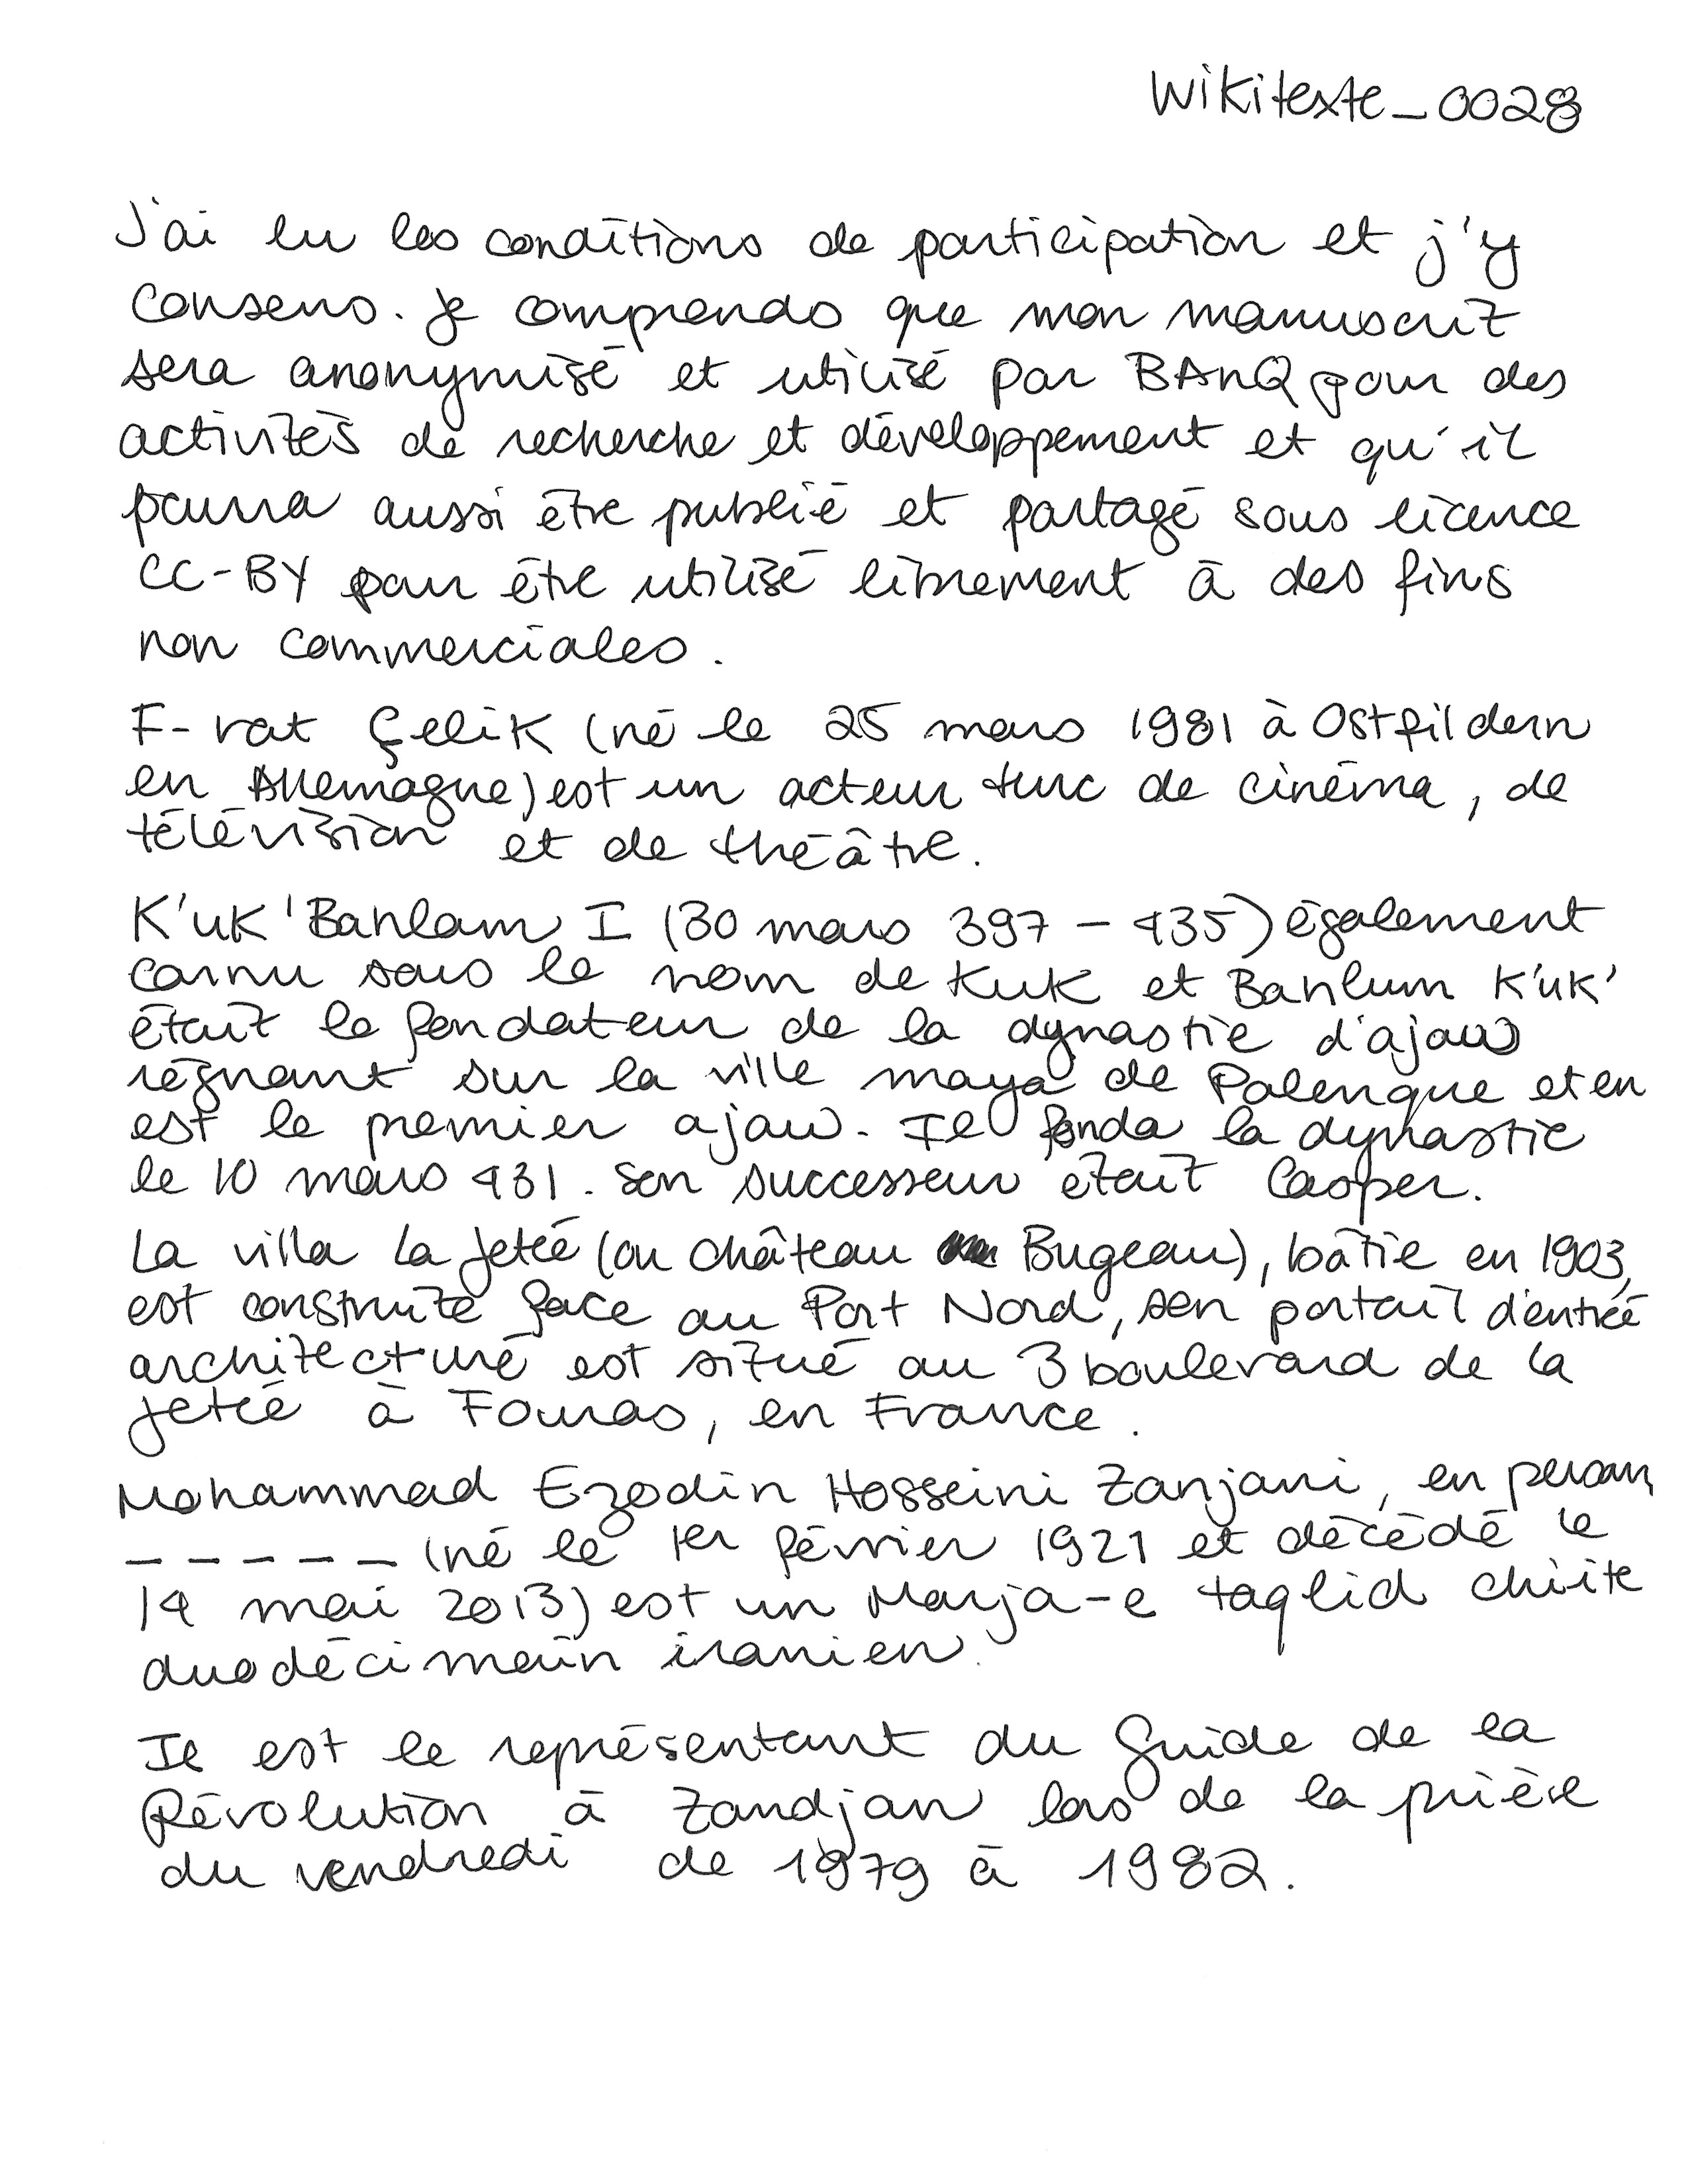 Wikitexte_0028
J'ai lu les conditions de participation et j'y
consens. Je comprends que mon manuscrit
sera anonymisé et utilisé par BAnQ pour des
activités de recherche et développement et qu'il
pourra aussi être publié et partagé sous licence
CC-BY pour être utilisé librement à des fins
non commerciales.
F-rat Çelik (né le 25 mars 1981 à Ostfildern
en Allemagne) est un acteur turc de cinéma, de
télévision et de théâtre.
K'uk' Bahlam I (30 mars 397 - 435) également
connu sous le nom de Kuk et Bahlum K'uk'
était le fondateur de la dynastie d'ajaw
régnant sur la ville maya de Palenque et en
est le premier ajaw. Il fonda la dynastie
le 10 mars 431. Son successeur était Casper.
La villa La Jetée (ou château Bugeau), bâtie en 1903,
est construite face au Port Nord, son portail d'entrée
architecturé est situé au 3 boulevard de la
Jetée à Fouras, en France.
Mohammad Ezodin Hosseini Zanjani, en persan,
_ _ _ _ _ (né le 1er février 1921 et décédé le
14 mai 2013) est un Marja-e taqlid chiite
duodécimain iranien.
Il est le représentant du Guide de la
Révolution à Zandjan lors de la prière
du vendredi de 1979 à 1982.